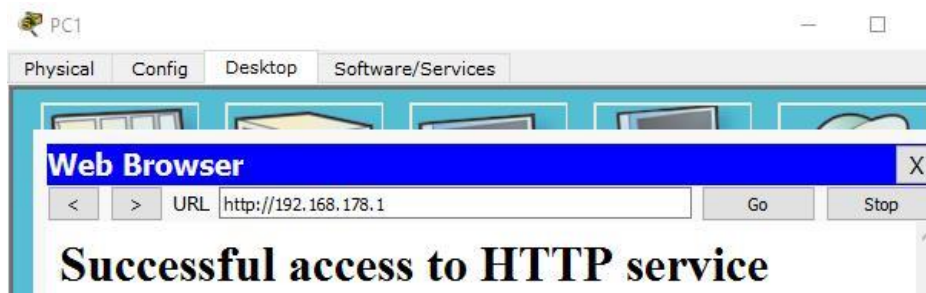 PC1
Physical Config Desktop Software/Services
Web Browser X
< > URL http://192.168.178.1 Go Stop
Successful access to HTTP service